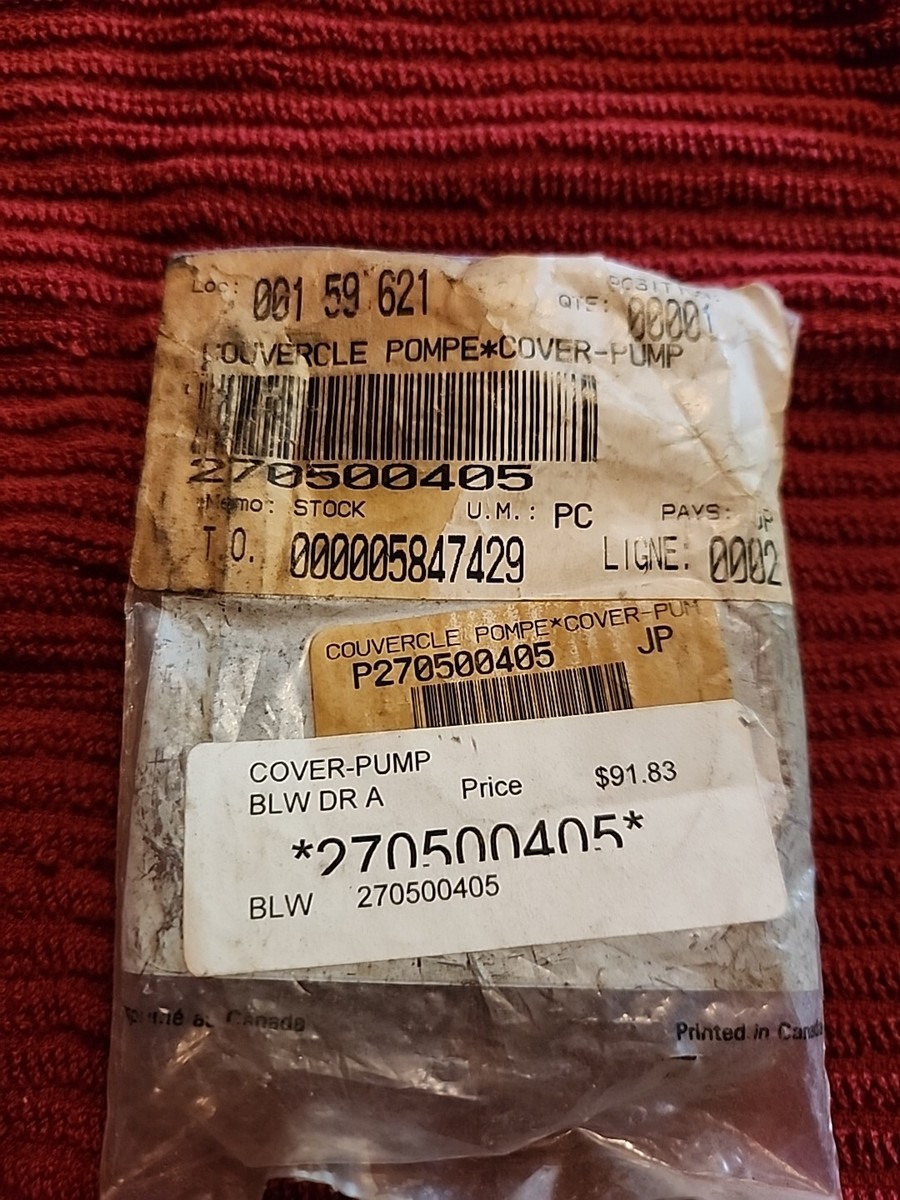 Loc: 001 59 621
QTE: 00001
COUVERCLE POMPE*COVER-PUMP
270500405
Memo: STOCK U.M.: PC PAYS: JP
T.O. 000005847429 LIGNE: 0002
COUVERCLE POMPE*COVER-PUM
P270500405 JP
COVER-PUMP
BLW DR A Price $91.83
*270500405*
BLW 270500405
au Canada
Printed in Canada